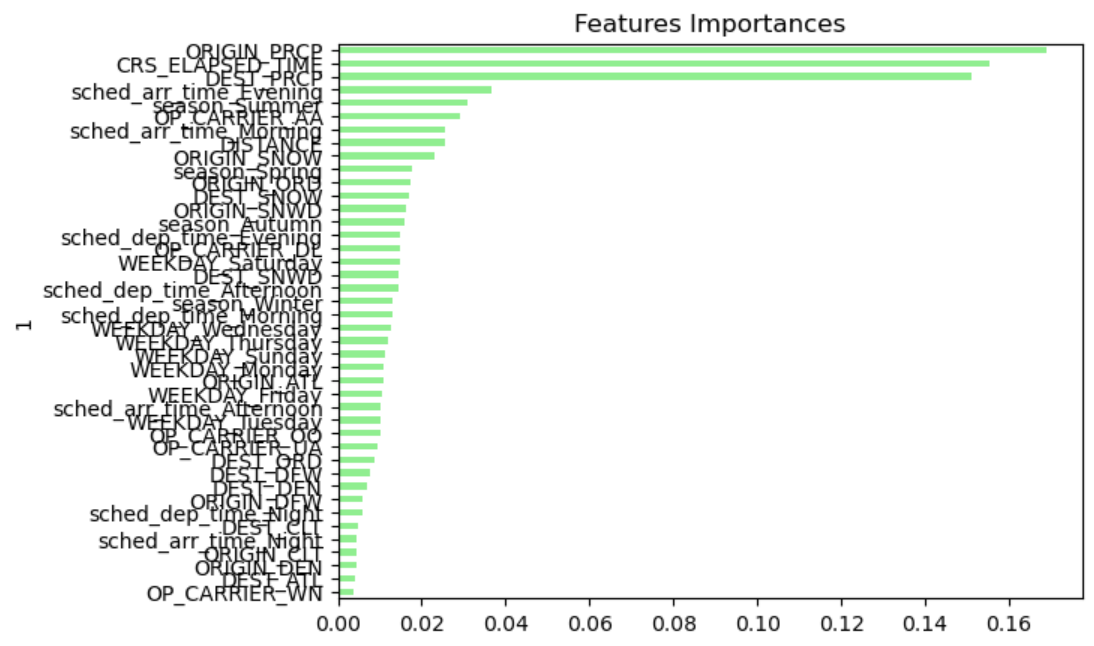 Features Importances
ORIGIN_PRCP
CRS_ELAPSED_TIME
DEST_PRCP
sched_arr_time_Evening
season_Summer
OP_CARRIER_AA
sched_arr_time_Morning
DISTANCE
ORIGIN_SNOW
season_Spring
ORIGIN_ORD
DEST_SNOW
ORIGIN_SNWD
season_Autumn
sched_dep_time_Evening
OP_CARRIER_DL
WEEKDAY_Saturday
DEST_SNWD
sched_dep_time_Afternoon
season_Winter
sched_dep_time_Morning
WEEKDAY_Wednesday
WEEKDAY_Thursday
WEEKDAY_Sunday
WEEKDAY_Monday
ORIGIN_ATL
WEEKDAY_Friday
sched_arr_time_Afternoon
WEEKDAY_Tuesday
OP_CARRIER_OO
OP_CARRIER_UA
DEST_ORD
DEST_DFW
DEST_DEN
ORIGIN_DFW
sched_dep_time_Night
DEST_CLT
sched_arr_time_Night
ORIGIN_CLT
ORIGIN_DEN
DEST_ATL
OP_CARRIER_WN
1
0.00 0.02 0.04 0.06 0.08 0.10 0.12 0.14 0.16